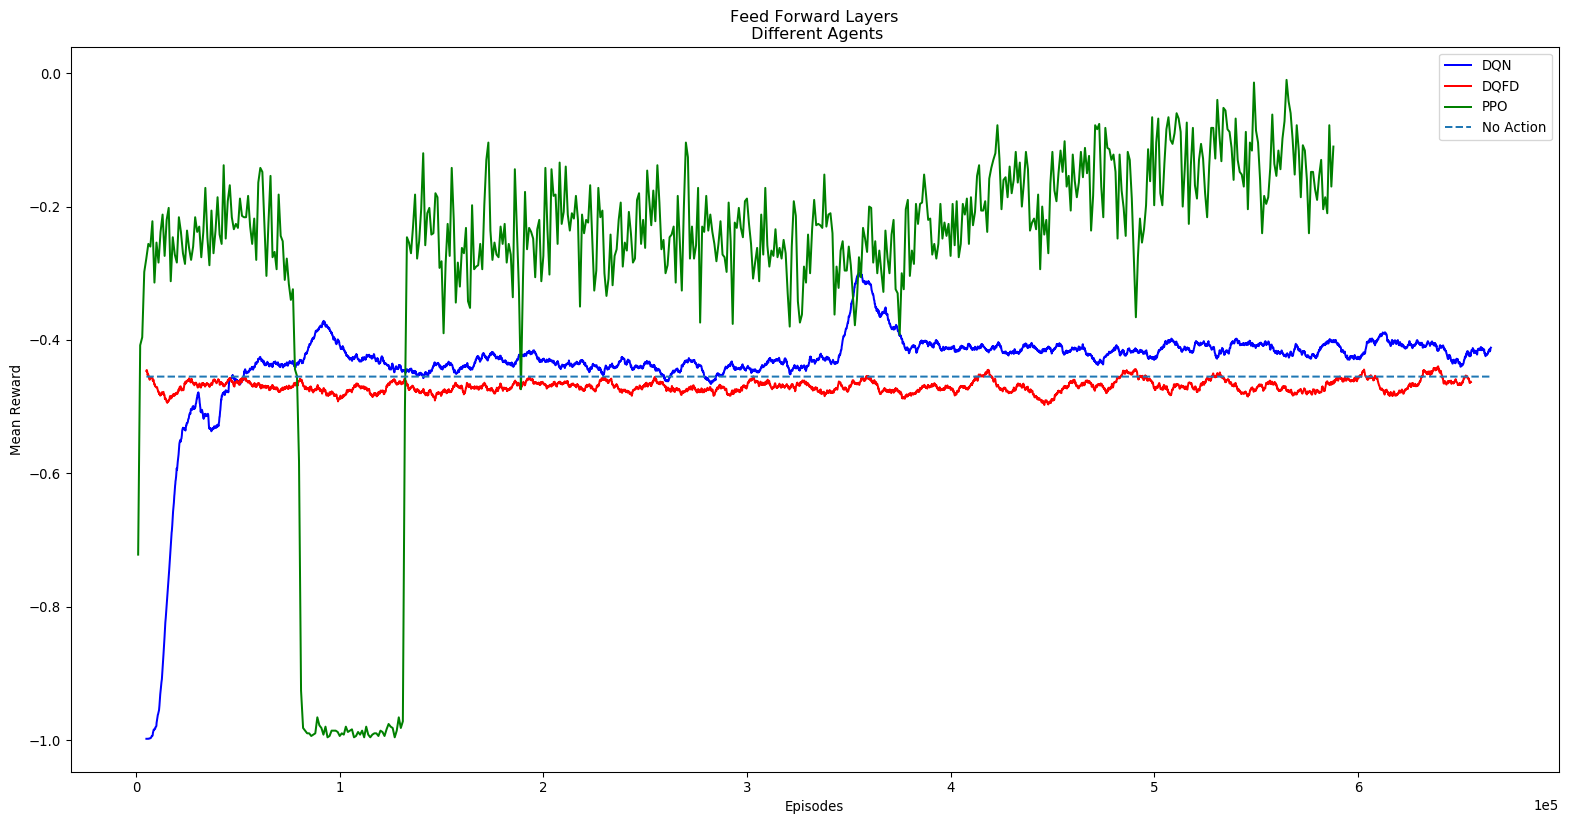 Feed Forward Layers
Different Agents
DQN
DQFD
PPO
No Action
Mean Reward
0.0
−0.2
−0.4
−0.6
−0.8
−1.0
0 1 2 3 4 5 6
Episodes
1e5